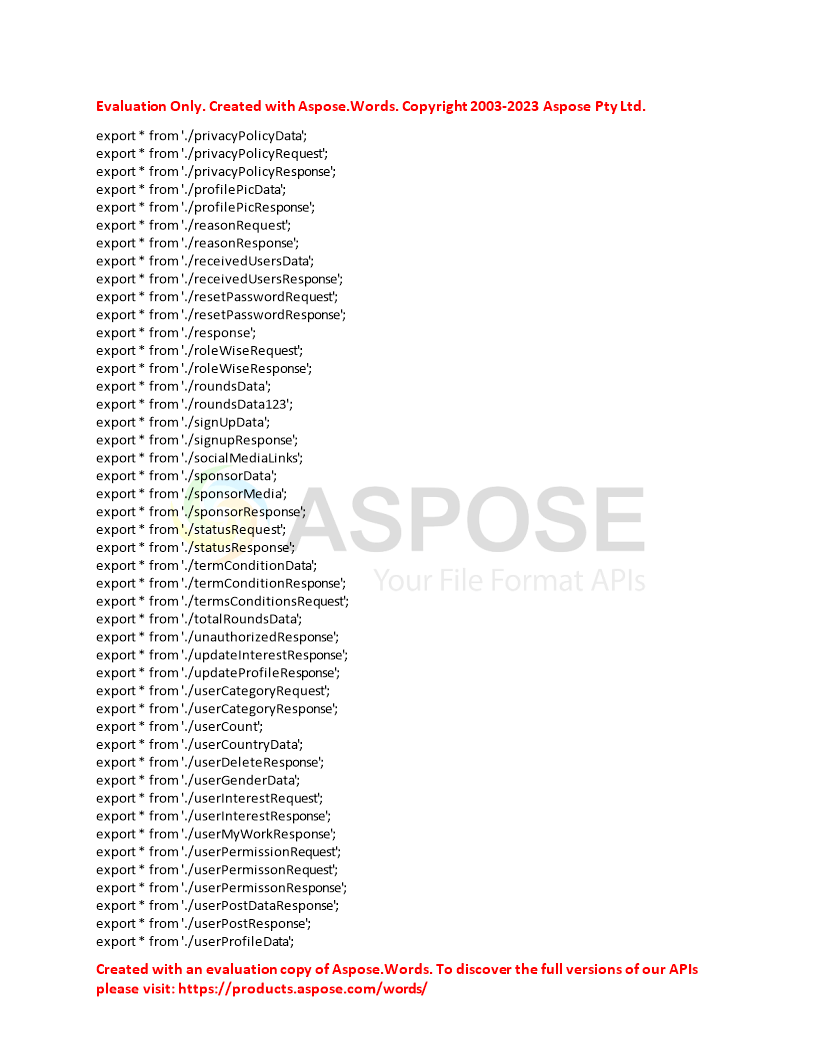 Evaluation Only. Created with Aspose.Words. Copyright 2003-2023 Aspose Pty Ltd.
export * from './privacyPolicyData';
export * from './privacyPolicyRequest';
export * from './privacyPolicyResponse';
export * from './profilePicData';
export * from './profilePicResponse';
export * from './reasonRequest';
export * from './reasonResponse';
export * from './receivedUsersData';
export * from './receivedUsersResponse';
export * from './resetPasswordRequest';
export * from './resetPasswordResponse';
export * from './response';
export * from './roleWiseRequest';
export * from './roleWiseResponse';
export * from './roundsData';
export * from './roundsData123';
export * from './signUpData';
export * from './signupResponse';
export * from './socialMediaLinks';
export * from './sponsorData';
export * from './sponsorMedia';
export * from './sponsorResponse';
export * from './statusRequest';
export * from './statusResponse';
ASPOSE
export * from './termConditionData';
export * from './termConditionResponse';
Your File Format APIs
export * from './termsConditionsRequest';
export * from './totalRoundsData';
export * from './unauthorizedResponse';
export * from './updateInterestResponse';
export * from './updateProfileResponse';
export * from './userCategoryRequest';
export * from './userCategoryResponse';
export * from './userCount';
export * from './userCountryData';
export * from './userDeleteResponse';
export * from './userGenderData';
export * from './userInterestRequest';
export * from './userInterestResponse';
export * from './userMyWorkResponse';
export * from './userPermissionRequest';
export * from './userPermissonRequest';
export * from './userPermissonResponse';
export * from './userPostDataResponse';
export * from './userPostResponse';
export * from './userProfileData';
Created with an evaluation copy of Aspose.Words. To discover the full versions of our APIs
please visit: https://products.aspose.com/words/